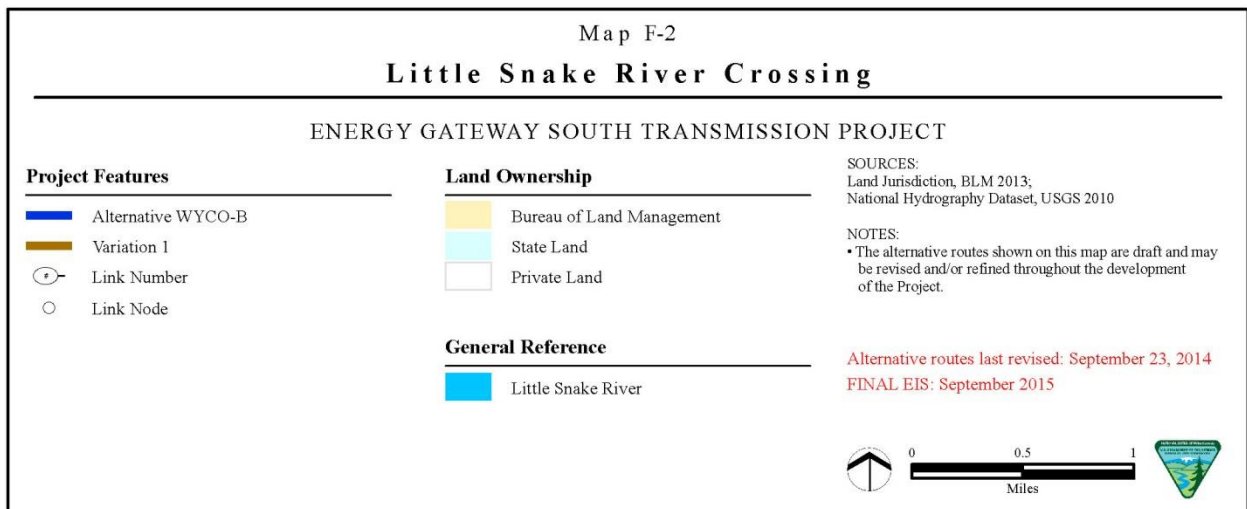 Map F-2
Little Snake River Crossing
ENERGY GATEWAY SOUTH TRANSMISSION PROJECT
Project Features
Alternative WYCO-B
Variation 1
# Link Number
Link Node
Land Ownership
Bureau of Land Management
State Land
Private Land
General Reference
Little Snake River
SOURCES:
Land Jurisdiction, BLM 2013;
National Hydrography Dataset, USGS 2010
NOTES:
▪ The alternative routes shown on this map are draft and may
be revised and/or refined throughout the development
of the Project.
Alternative routes last revised: September 23, 2014
FINAL EIS: September 2015
0 0.5 1
Miles